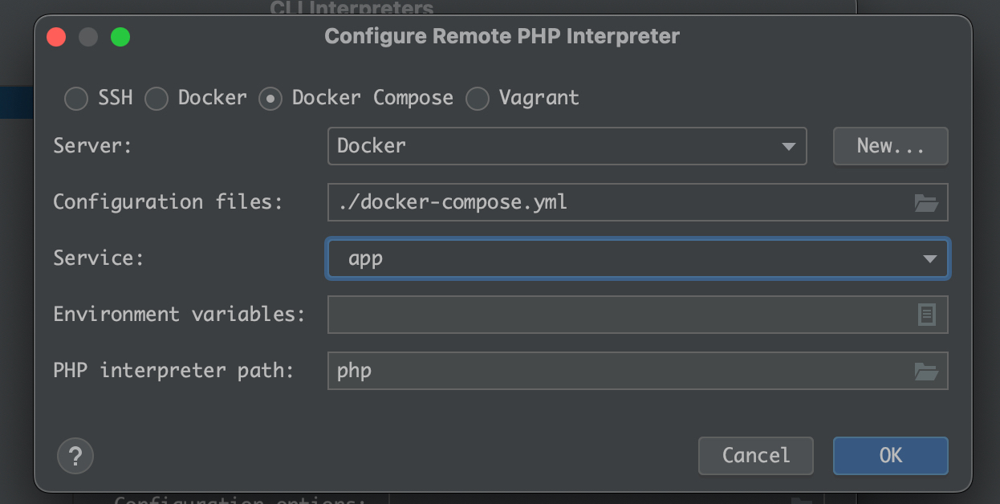 CLI Interpreters
Configure Remote PHP Interpreter
SSH Docker Docker Compose Vagrant
Server: Docker New...
Configuration files: ./docker-compose.yml
Service: app
Environment variables:
PHP interpreter path: php
? Cancel OK
Configuration options: